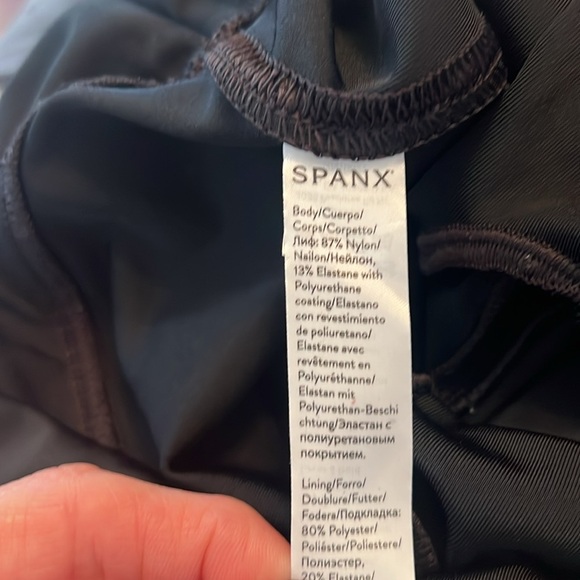 SPANX®
Body/Cuerpo/
Corps/Corpetto/
Лиф: 87% Nylon/
Nailon/Нейлон,
13% Elastane with
Polyurethane
coating/Elastano
con revestimiento
de poliuretano/
Elastane avec
revêtement en
Polyuréthanne/
Elastan mit
Polyurethan-Beschi
chtung/Эластан с
полиуретановым
покрытием.
Lining/Forro/
Doublure/Futter/
Fodera/Подкладка:
80% Polyester/
Poliéster/Poliestere/
Полиэстер,
20% Elastane/